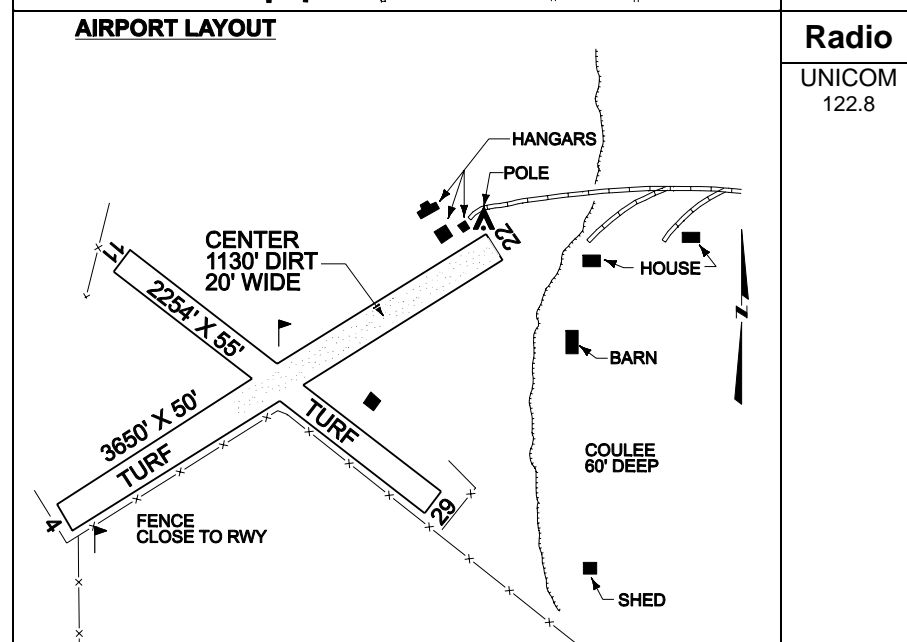 AIRPORT LAYOUT
Radio
UNICOM
122.8
HANGARS
POLE
22
CENTER
1130' DIRT
20' WIDE
11
2254' X 55'
HOUSE
N
BARN
3650' X 50'
TURF
TURF
COULEE
60' DEEP
4
29
FENCE
CLOSE TO RWY
SHED